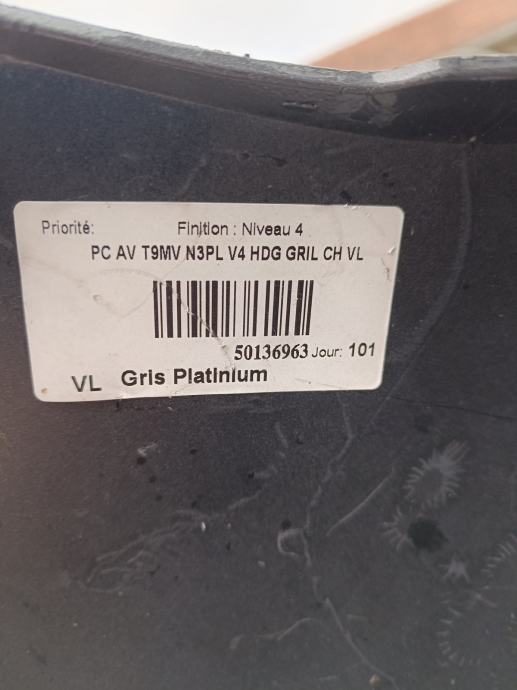 Priorité: Finition : Niveau 4
PC AV T9MV N3PL V4 HDG GRIL CH VL
50136963 Jour: 101
VL Gris Platinium